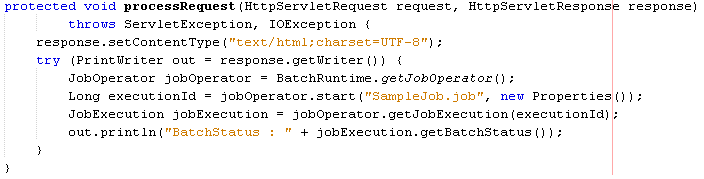 protected void processRequest(HttpServletRequest request, HttpServletResponse response)
        throws ServletException, IOException {
    response.setContentType("text/html;charset=UTF-8");
    try (PrintWriter out = response.getWriter()) {
        JobOperator jobOperator = BatchRuntime.getJobOperator();
        Long executionId = jobOperator.start("SampleJob.job", new Properties());
        JobExecution jobExecution = jobOperator.getJobExecution(executionId);
        out.println("BatchStatus : " + jobExecution.getBatchStatus());
    }
}